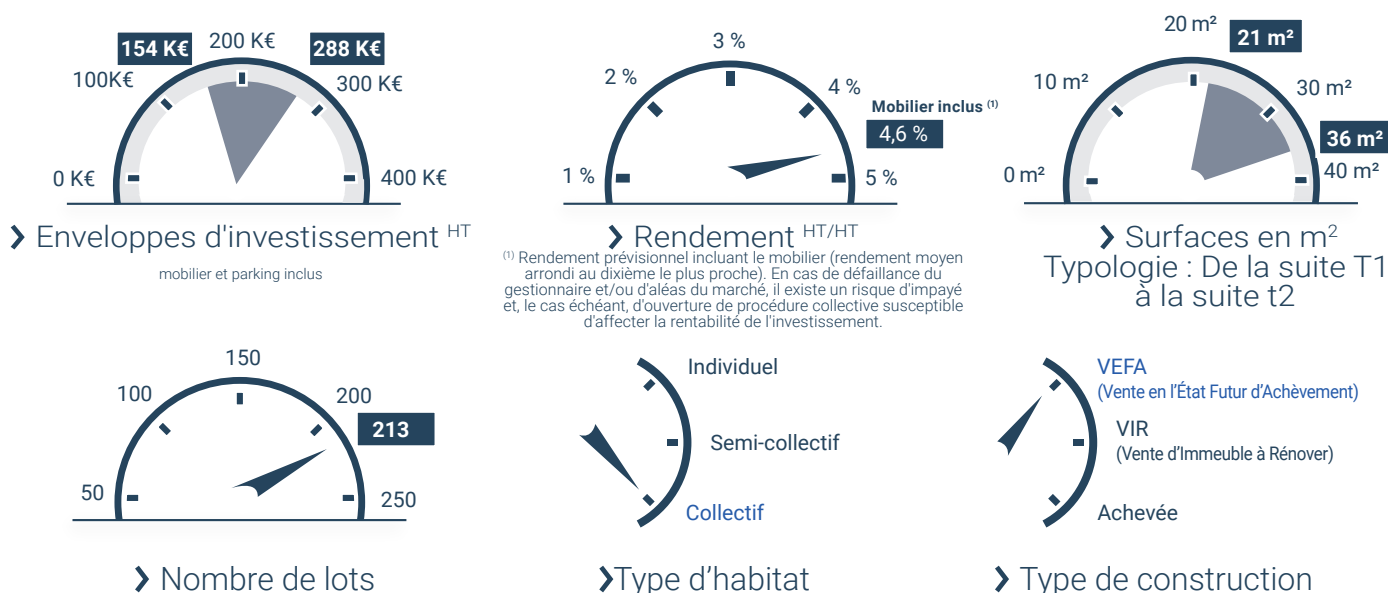 154 K€
200 K€
288 K€
100K€
300 K€
0 K€
400 K€
Enveloppes d'investissement HT
mobilier et parking inclus
3 %
2 %
4 %
Mobilier inclus (1)
4,6 %
1 %
5 %
Rendement HT/HT
(1) Rendement prévisionnel incluant le mobilier (rendement moyen
arrondi au dixième le plus proche). En cas de défaillance du
gestionnaire et/ou d'aléas du marché, il existe un risque d'impayé
et, le cas échéant, d'ouverture de procédure collective susceptible
d'affecter la rentabilité de l'investissement.
20 m²
21 m²
10 m²
30 m²
36 m²
0 m²
40 m²
Surfaces en m²
Typologie : De la suite T1
à la suite t2
150
100
200
213
50
250
Nombre de lots
Individuel
Semi-collectif
Collectif
Type d’habitat
VEFA
(Vente en l’État Futur d’Achèvement)
VIR
(Vente d’Immeuble à Rénover)
Achevée
Type de construction